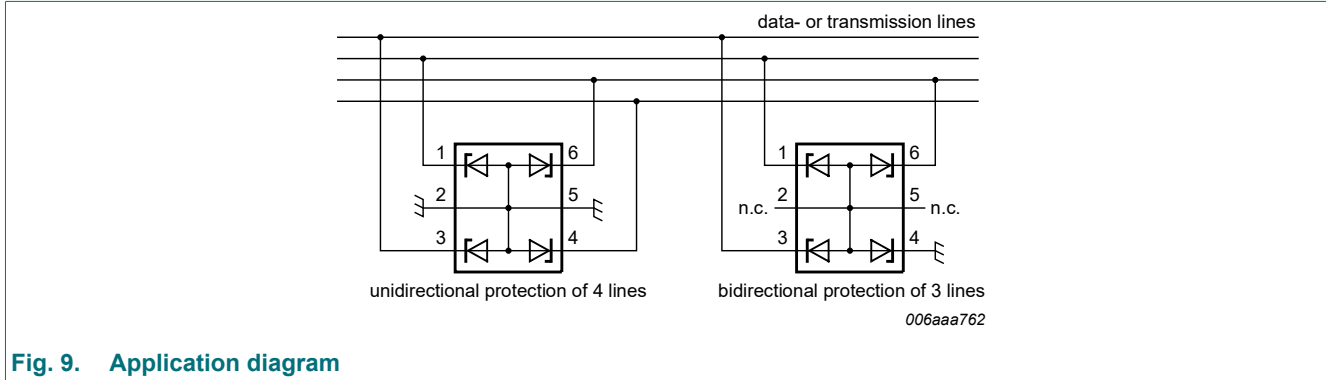 data- or transmission lines
1 6 1 6
2 5 n.c. 2 5 n.c.
3 4 3 4
unidirectional protection of 4 lines bidirectional protection of 3 lines
006aaa762
Fig. 9. Application diagram